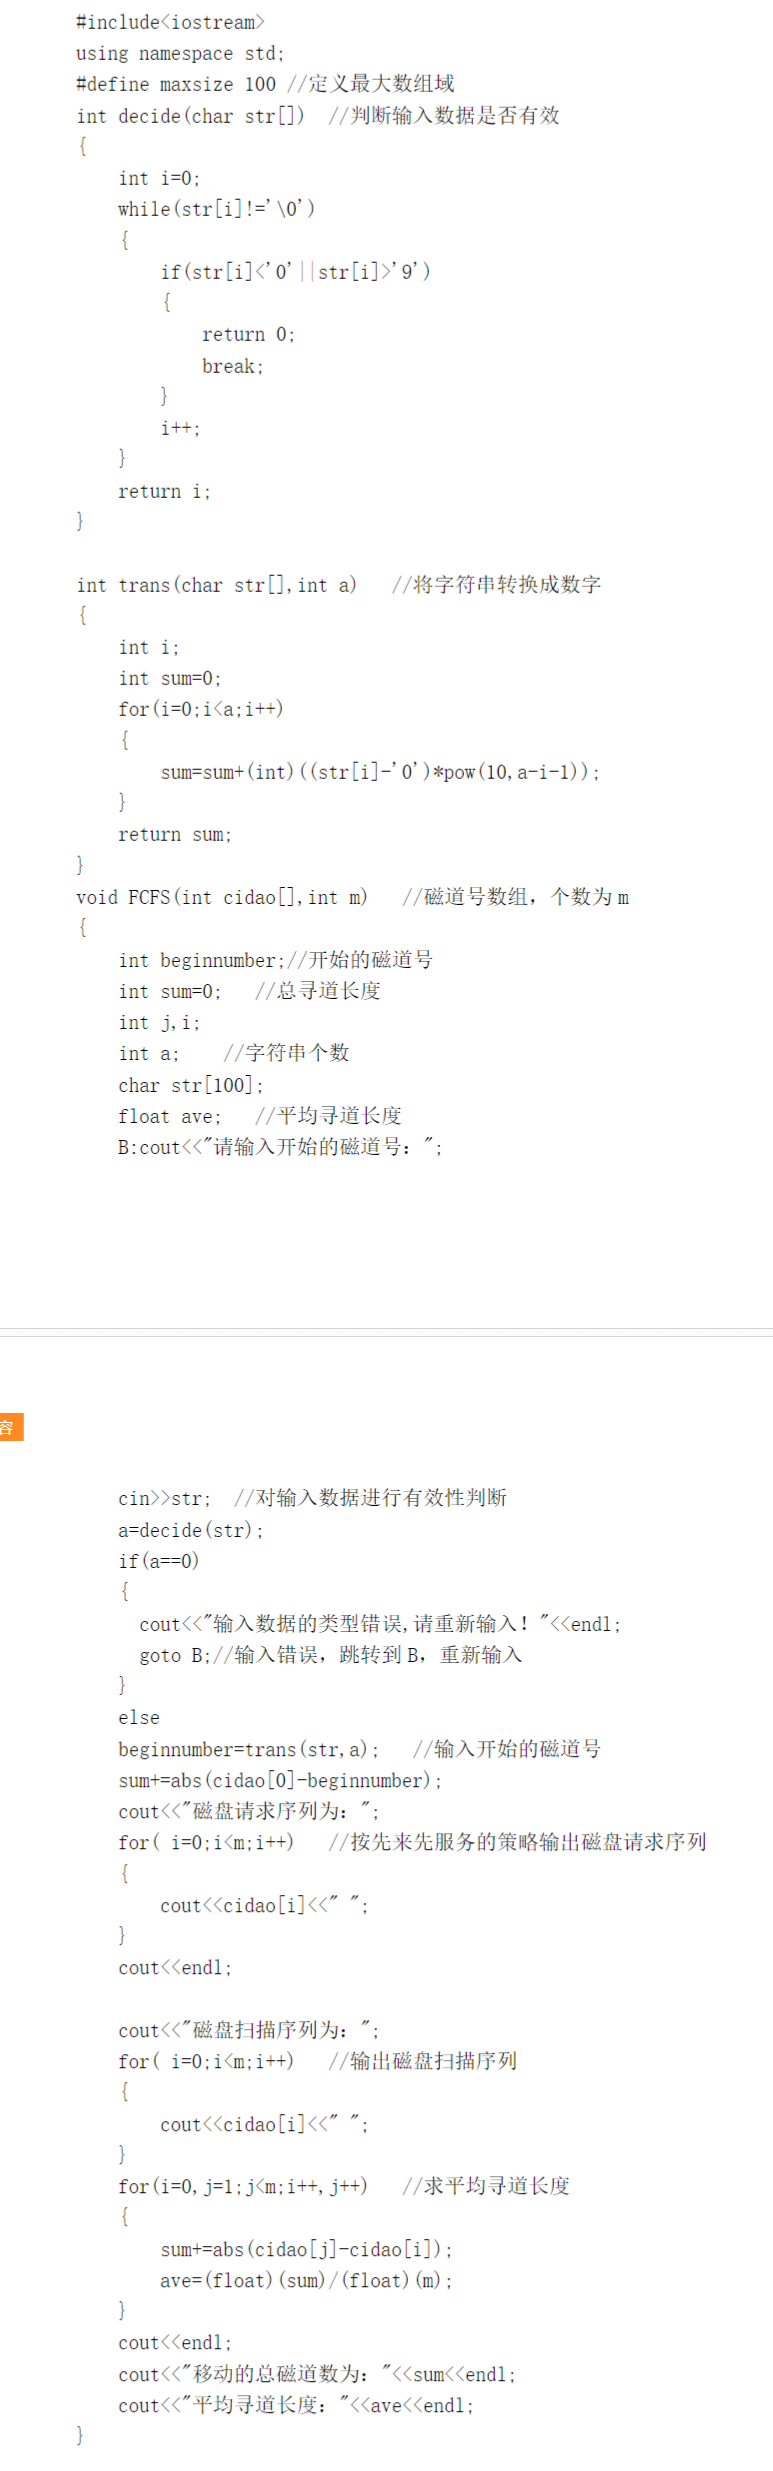 #include<iostream>
using namespace std;
#define maxsize 100 //定义最大数组域
int decide(char str[])  //判断输入数据是否有效
{
    int i=0;
    while(str[i]!='\0')
    {
        if(str[i]<'0'||str[i]>'9')
        {
            return 0;
            break;
        }
        i++;
    }
    return i;
}

int trans(char str[],int a)   //将字符串转换成数字
{
    int i;
    int sum=0;
    for(i=0;i<a;i++)
    {
        sum=sum+(int)((str[i]-'0')*pow(10,a-i-1));
    }
    return sum;
}
void FCFS(int cidao[],int m)   //磁道号数组，个数为 m
{
    int beginnumber;//开始的磁道号
    int sum=0;   //总寻道长度
    int j,i;
    int a;    //字符串个数
    char str[100];
    float ave;   //平均寻道长度
    B:cout<<"请输入开始的磁道号：";
容
    cin>>str;  //对输入数据进行有效性判断
    a=decide(str);
    if(a==0)
    {
      cout<<"输入数据的类型错误,请重新输入！"<<endl;
      goto B;//输入错误，跳转到 B，重新输入
    }
    else
    beginnumber=trans(str,a);   //输入开始的磁道号
    sum+=abs(cidao[0]-beginnumber);
    cout<<"磁盘请求序列为：";
    for( i=0;i<m;i++)   //按先来先服务的策略输出磁盘请求序列
    {
        cout<<cidao[i]<<" ";
    }
    cout<<endl;

    cout<<"磁盘扫描序列为：";
    for( i=0;i<m;i++)   //输出磁盘扫描序列
    {
        cout<<cidao[i]<<" ";
    }
    for(i=0,j=1;j<m;i++,j++)   //求平均寻道长度
    {
        sum+=abs(cidao[j]-cidao[i]);
        ave=(float)(sum)/(float)(m);
    }
    cout<<endl;
    cout<<"移动的总磁道数为："<<sum<<endl;
    cout<<"平均寻道长度："<<ave<<endl;
}